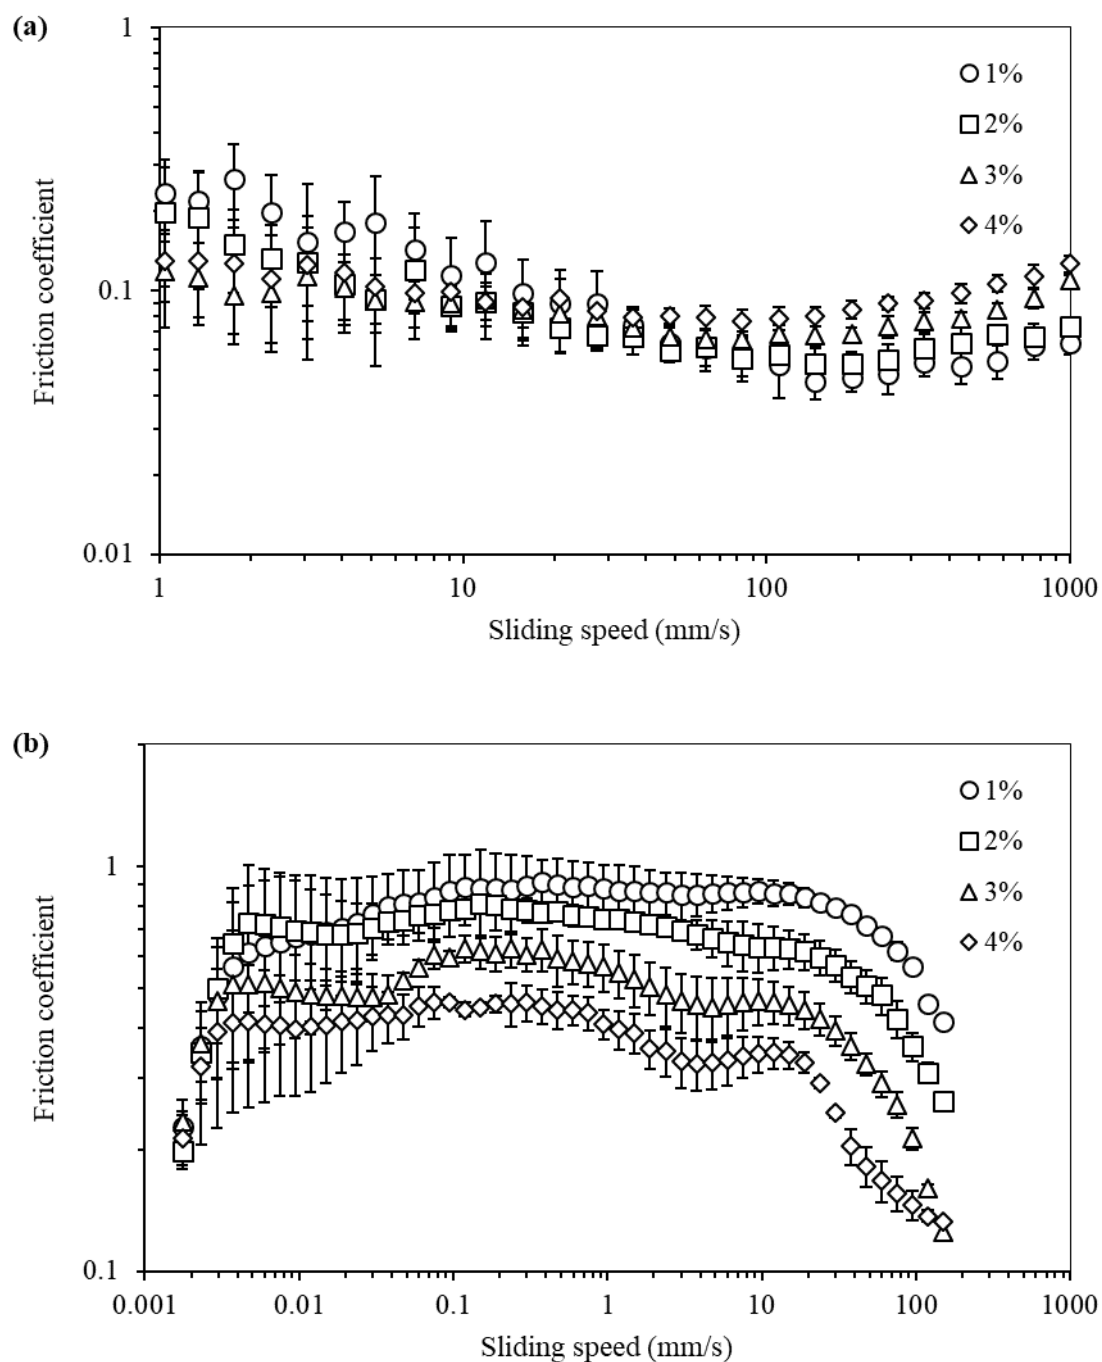 (a)
1
0.1
0.01
Friction coefficient
1%
2%
3%
4%
1 10 100 1000
Sliding speed (mm/s)
(b)
1
0.1
Friction coefficient
1%
2%
3%
4%
0.001 0.01 0.1 1 10 100 1000
Sliding speed (mm/s)